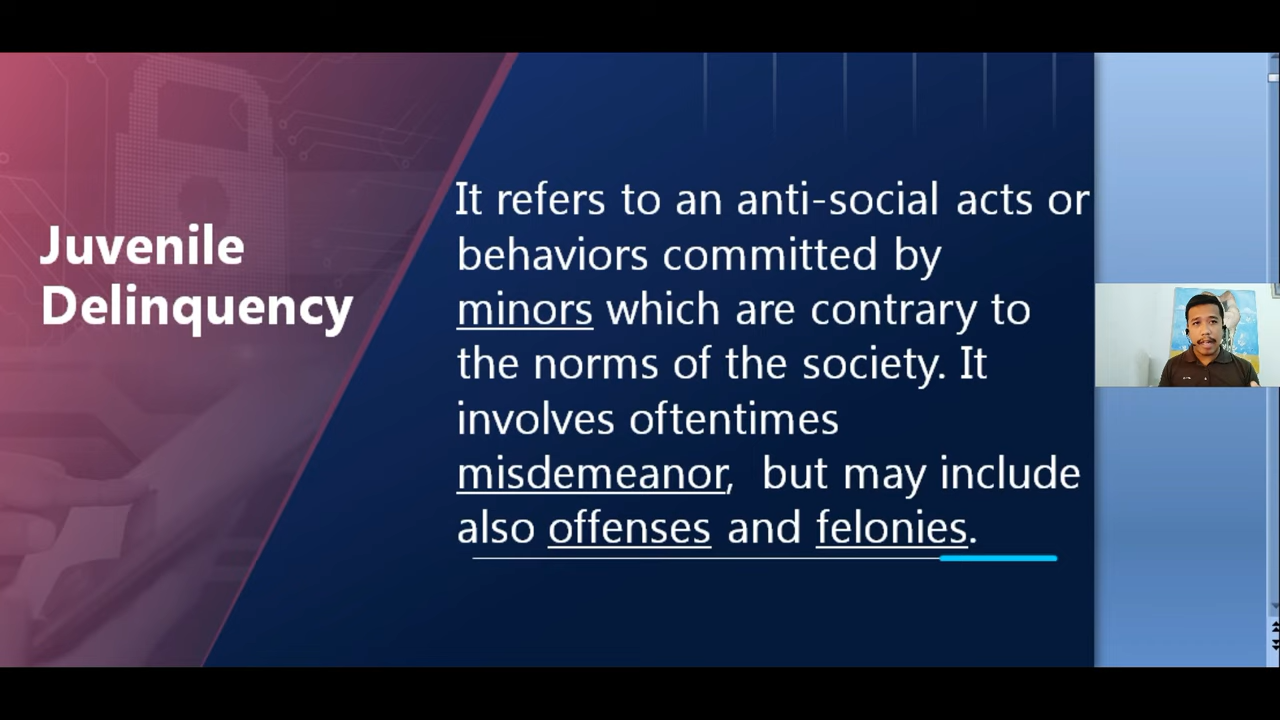 Juvenile
Delinquency
It refers to an anti-social acts or
behaviors committed by
minors which are contrary to
the norms of the society. It
involves oftentimes
misdemeanor,  but may include
also offenses and felonies.